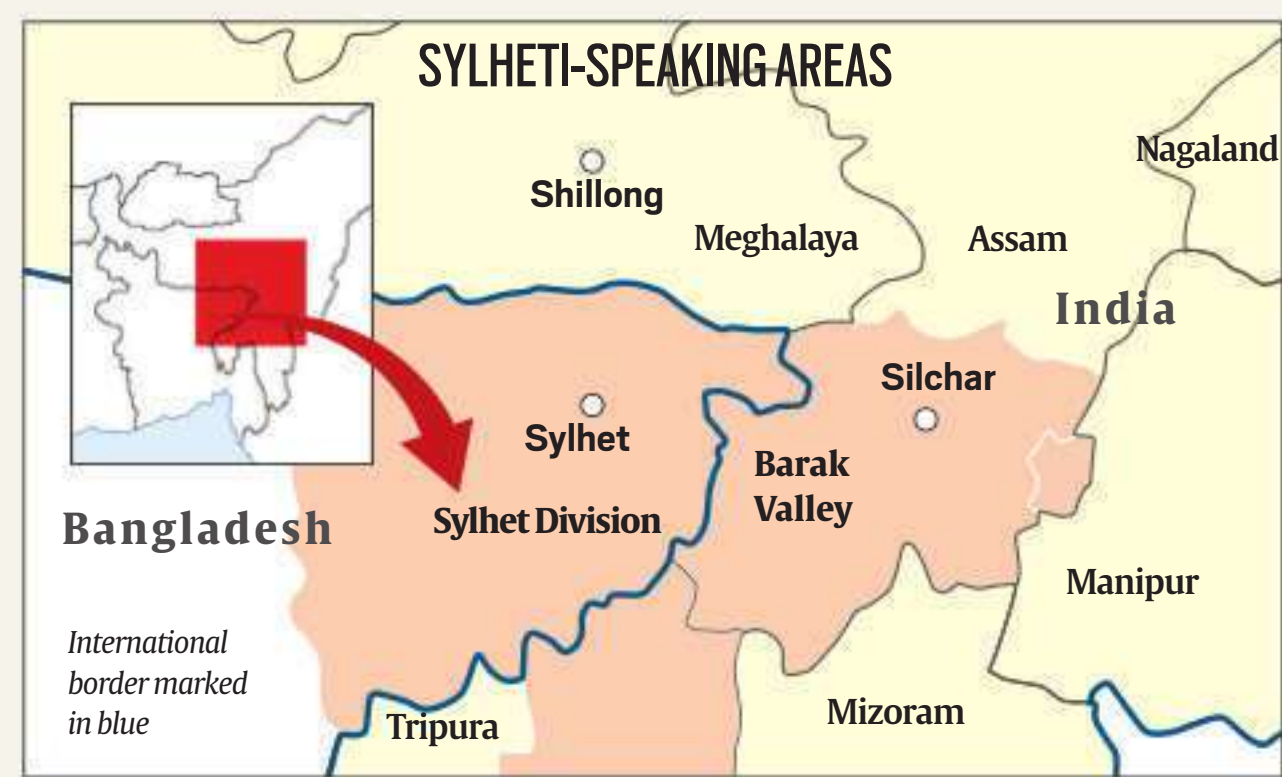 SYLHETI-SPEAKING AREAS
Nagaland
Shillong
Meghalaya
Assam
India
Silchar
Sylhet
Barak
Valley
Sylhet Division
Bangladesh
Manipur
International
border marked
in blue
Tripura
Mizoram